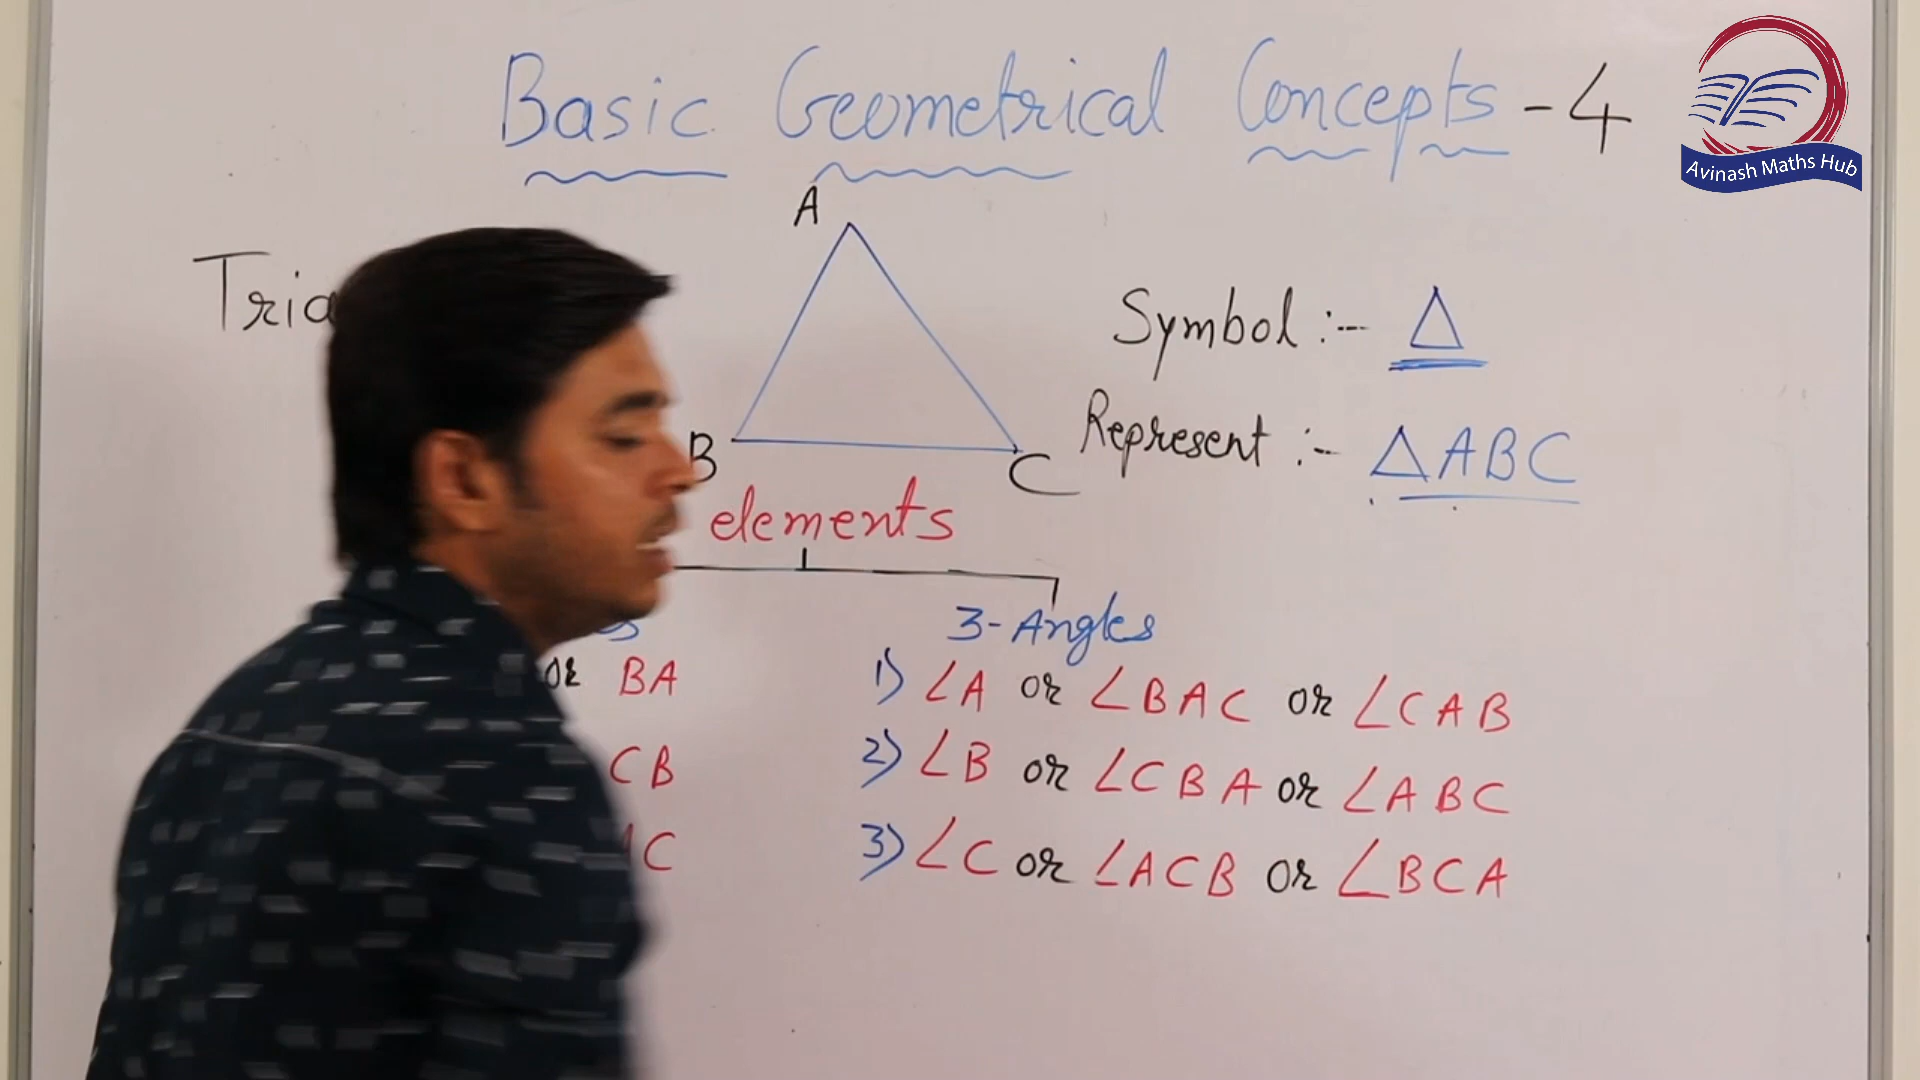 Basic Geometrical Concepts - 4
Avinash Maths Hub
A
Symbol :- △
B
C
Represent :- △ABC
elements
3-Angles
or BA
1) ∠A or ∠BAC or ∠CAB
CB
2) ∠B or ∠CBA or ∠ABC
C
3) ∠C or ∠ACB or ∠BCA